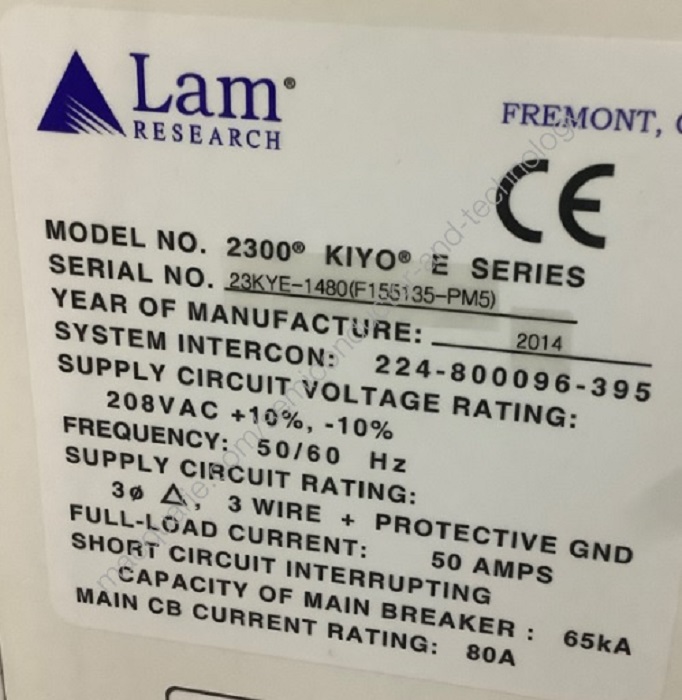 Lam®
RESEARCH
FREMONT,
CE
MODEL NO. 2300® KIYO® E SERIES
SERIAL NO. 23KYE-1480(F155135-PM5)
YEAR OF MANUFACTURE: 2014
SYSTEM INTERCON: 224-800096-395
SUPPLY CIRCUIT VOLTAGE RATING:
208VAC +10%, -10%
FREQUENCY: 50/60 Hz
SUPPLY CIRCUIT RATING:
3ø △, 3 WIRE + PROTECTIVE GND
FULL-LOAD CURRENT: 50 AMPS
SHORT CIRCUIT INTERRUPTING
CAPACITY OF MAIN BREAKER : 65kA
MAIN CB CURRENT RATING: 80A